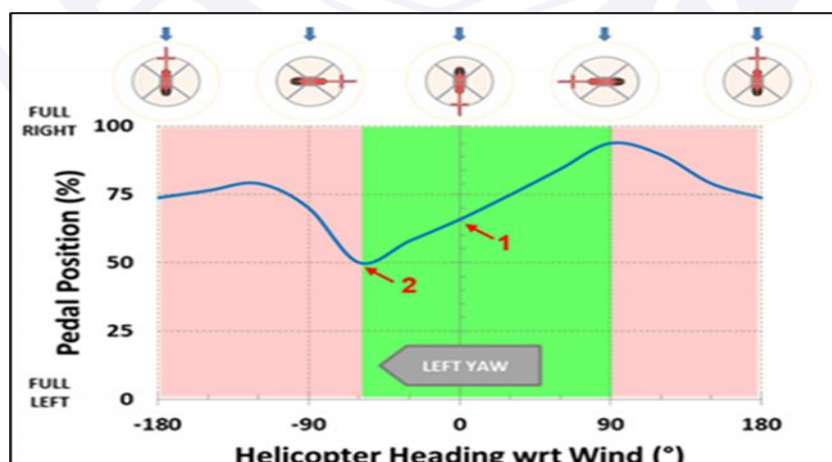 FULL
RIGHT
100
75
50
25
0
FULL
LEFT
Pedal Position (%)
1
2
LEFT YAW
-180 -90 0 90 180
Helicopter Heading wrt Wind (°)